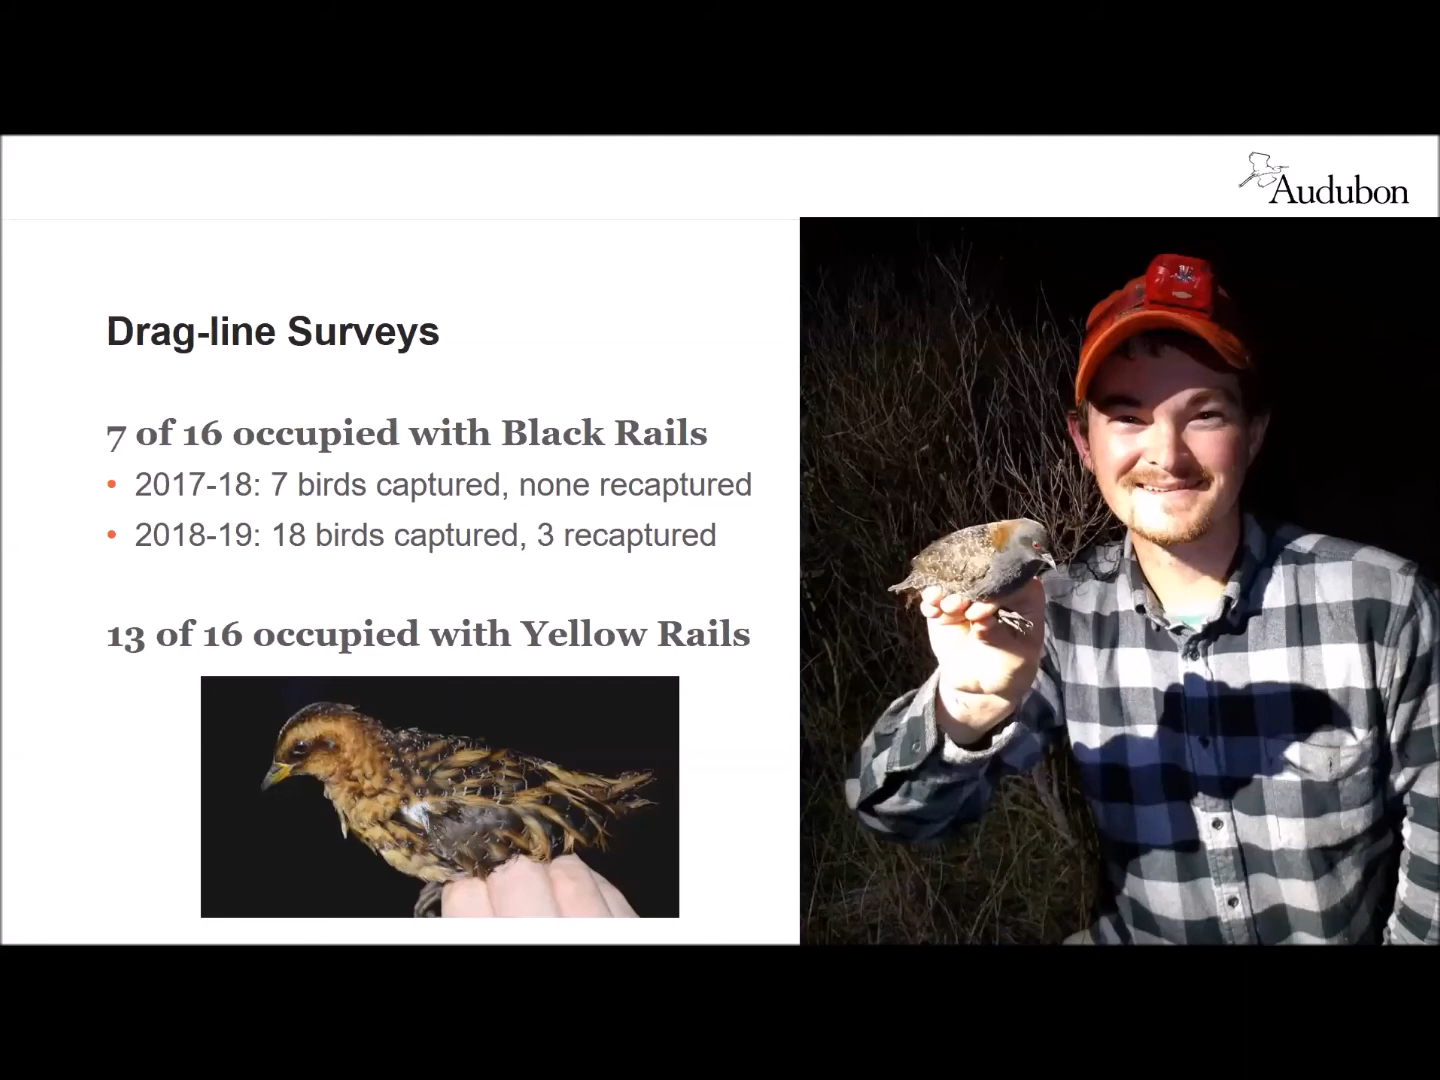 Audubon
Drag-line Surveys
7 of 16 occupied with Black Rails
• 2017-18: 7 birds captured, none recaptured
• 2018-19: 18 birds captured, 3 recaptured
13 of 16 occupied with Yellow Rails